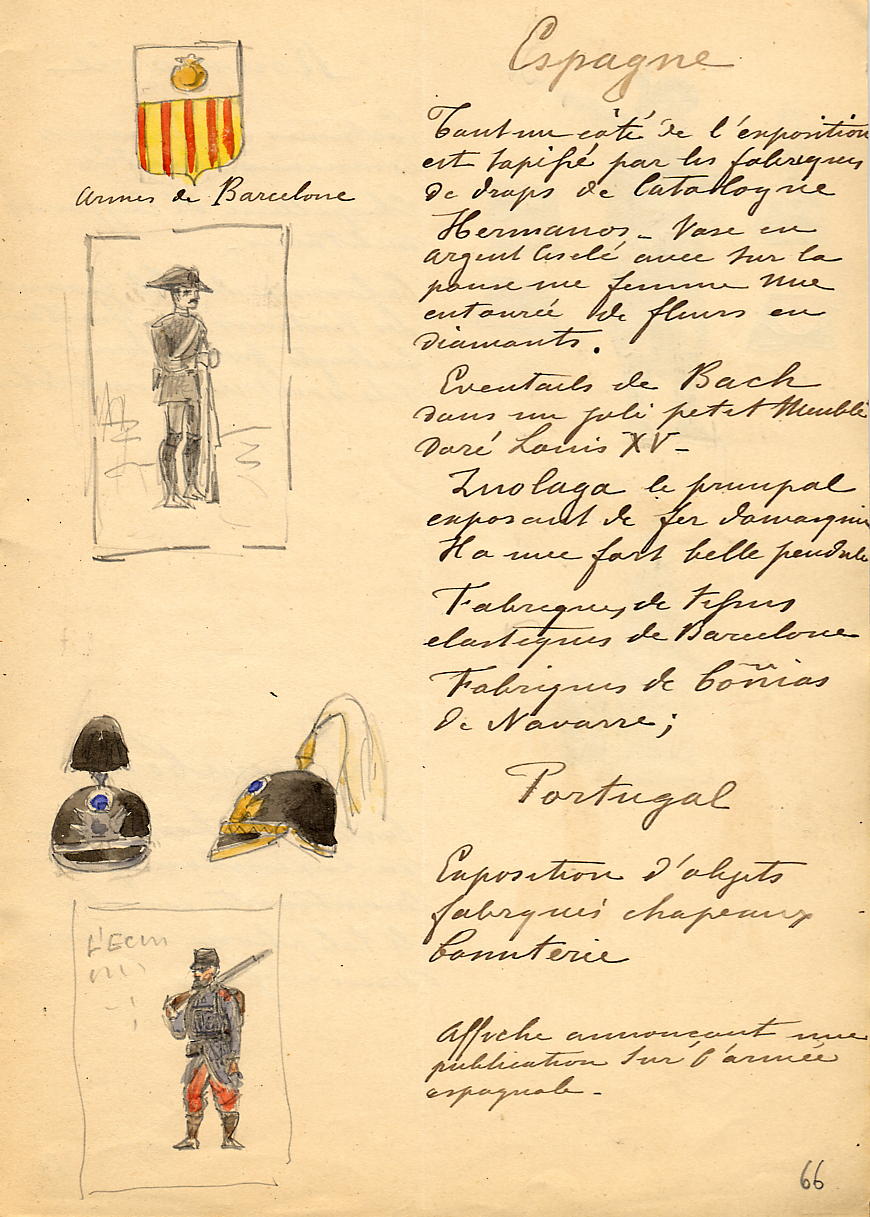 Espagne
Armes de Barcelone
Tout un côté de l'exposition
est tapissé par les fabriques
de draps de Catalogne
Hermanos - Vase en
argent ciselé avec sur la
panse une femme nue
entourée de fleurs en
diamants.
Eventails de Bach
dans un joli petit meuble
doré Louis XV -
Zuolaga le principal
exposant de fer damasquiné
Il a une fort belle pendule
Fabriques de tissus
elastiques de Barcelone
Fabriques de
de Navarre ;
Portugal
Exposition d'objets
fabriqués chapeaux
bonneterie
Affiche annonçant une
publication sur l'armée
espagnole -
66